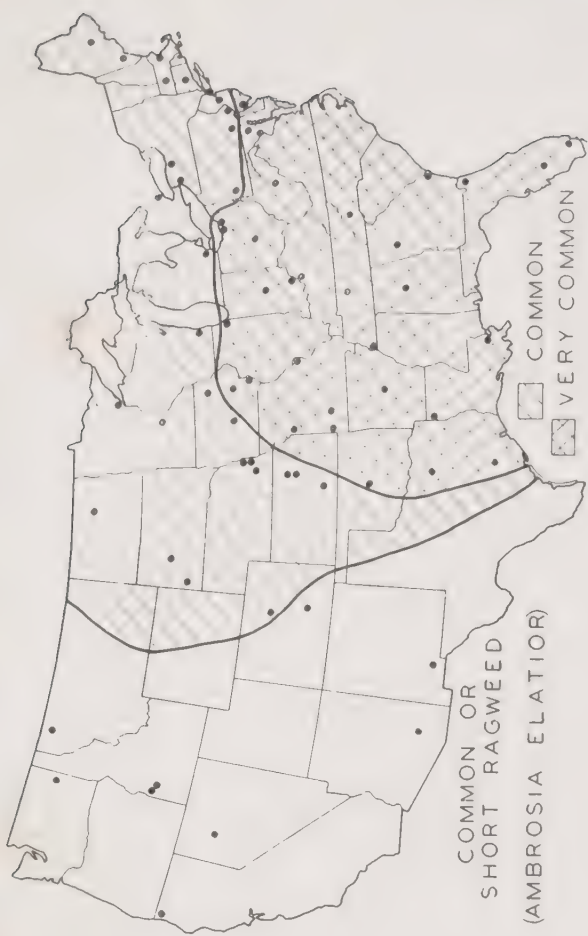 COMMON OR
SHORT RAGWEED
(AMBROSIA ELATIOR)
COMMON
VERY COMMON